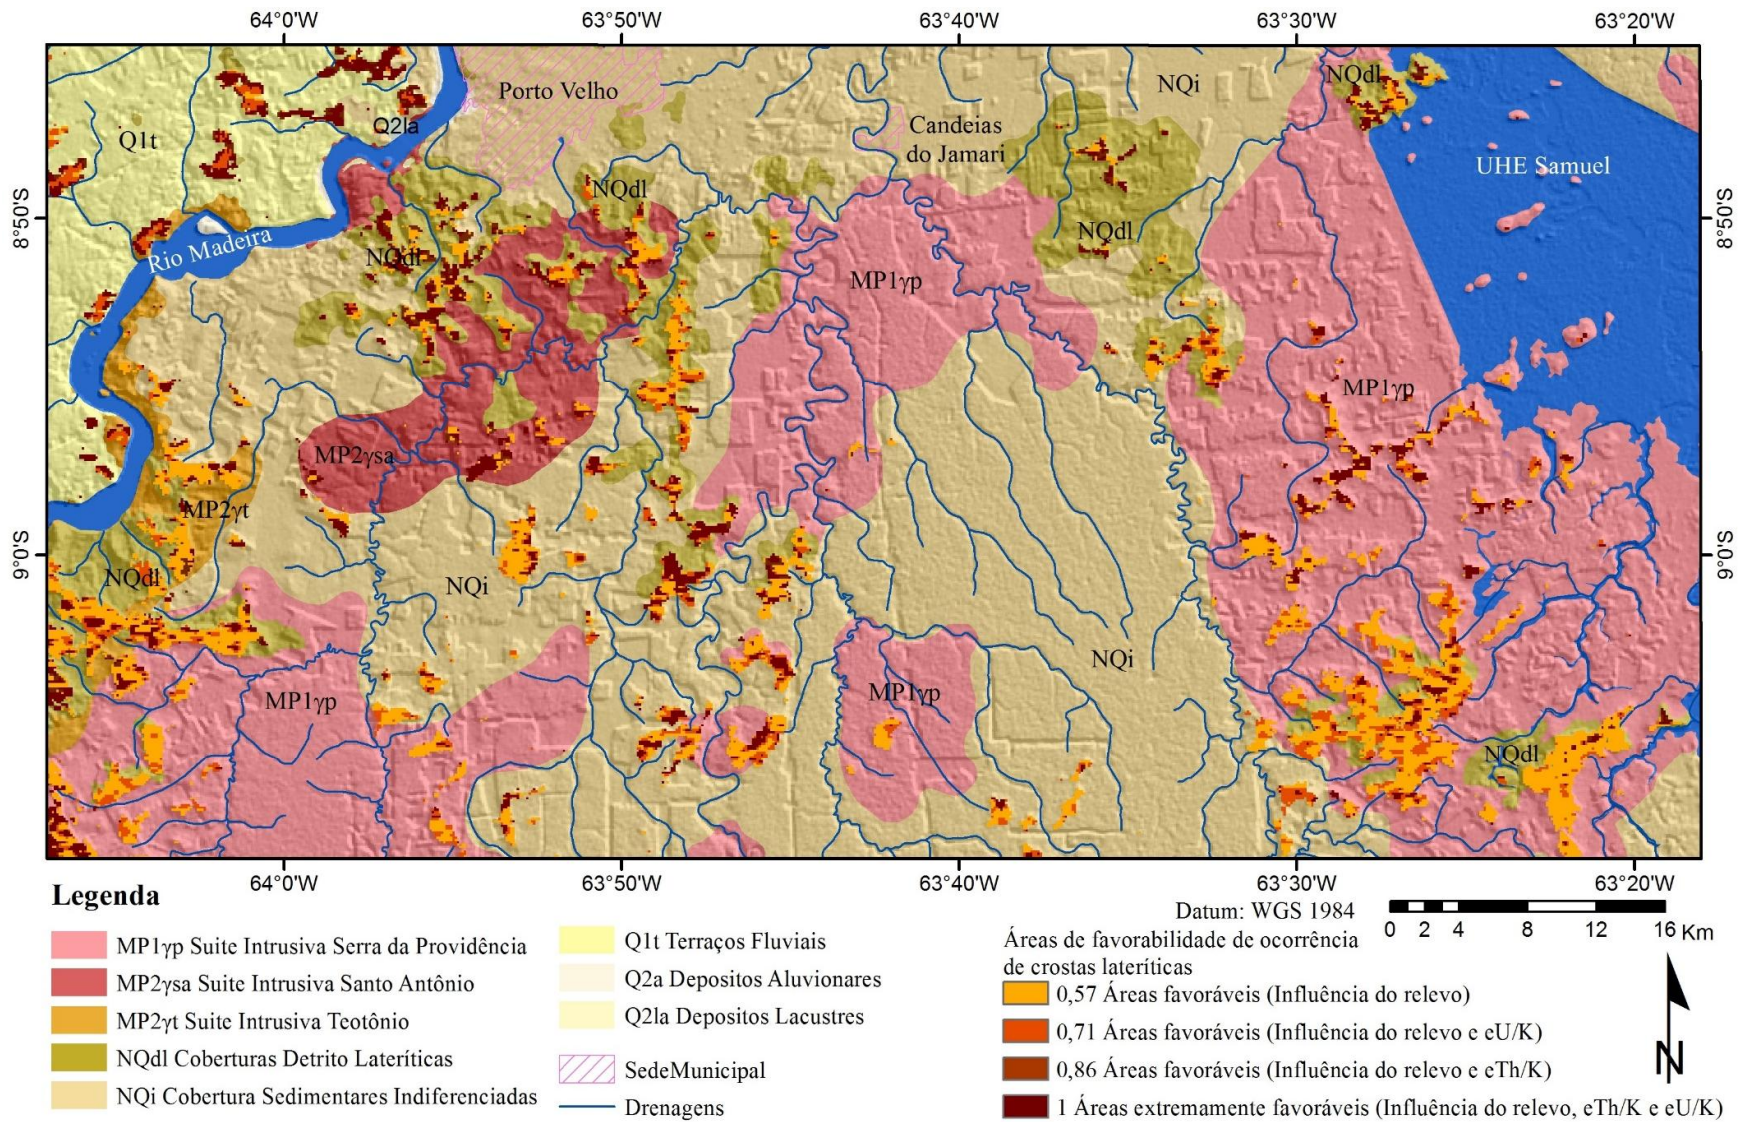 64°0'W
63°50'W
63°40'W
63°30'W
63°20'W
Porto Velho
NQi
NQdl
Q2la
Q1t
Candeias
do Jamari
UHE Samuel
NQdl
8°50'S
8°50'S
Rio Madeira
NQdl
NQdl
MP1γp
MP1γp
MP2γsa
MP2γt
9°0'S
9°0'S
NQdl
NQi
NQi
MP1γp
MP1γp
NQdl
64°0'W
63°50'W
63°40'W
63°30'W
63°20'W
Legenda
MP1γp Suite Intrusiva Serra da Providência
MP2γsa Suite Intrusiva Santo Antônio
MP2γt Suite Intrusiva Teotônio
NQdl Coberturas Detrito Lateríticas
NQi Cobertura Sedimentares Indiferenciadas
Q1t Terraços Fluviais
Q2a Depositos Aluvionares
Q2la Depositos Lacustres
SedeMunicipal
Drenagens
Datum: WGS 1984
0 2 4 8 12 16 Km
Áreas de favorabilidade de ocorrência
de crostas lateríticas
0,57 Áreas favoráveis (Influência do relevo)
0,71 Áreas favoráveis (Influência do relevo e eU/K)
0,86 Áreas favoráveis (Influência do relevo e eTh/K)
1 Áreas extremamente favoráveis (Influência do relevo, eTh/K e eU/K)
N